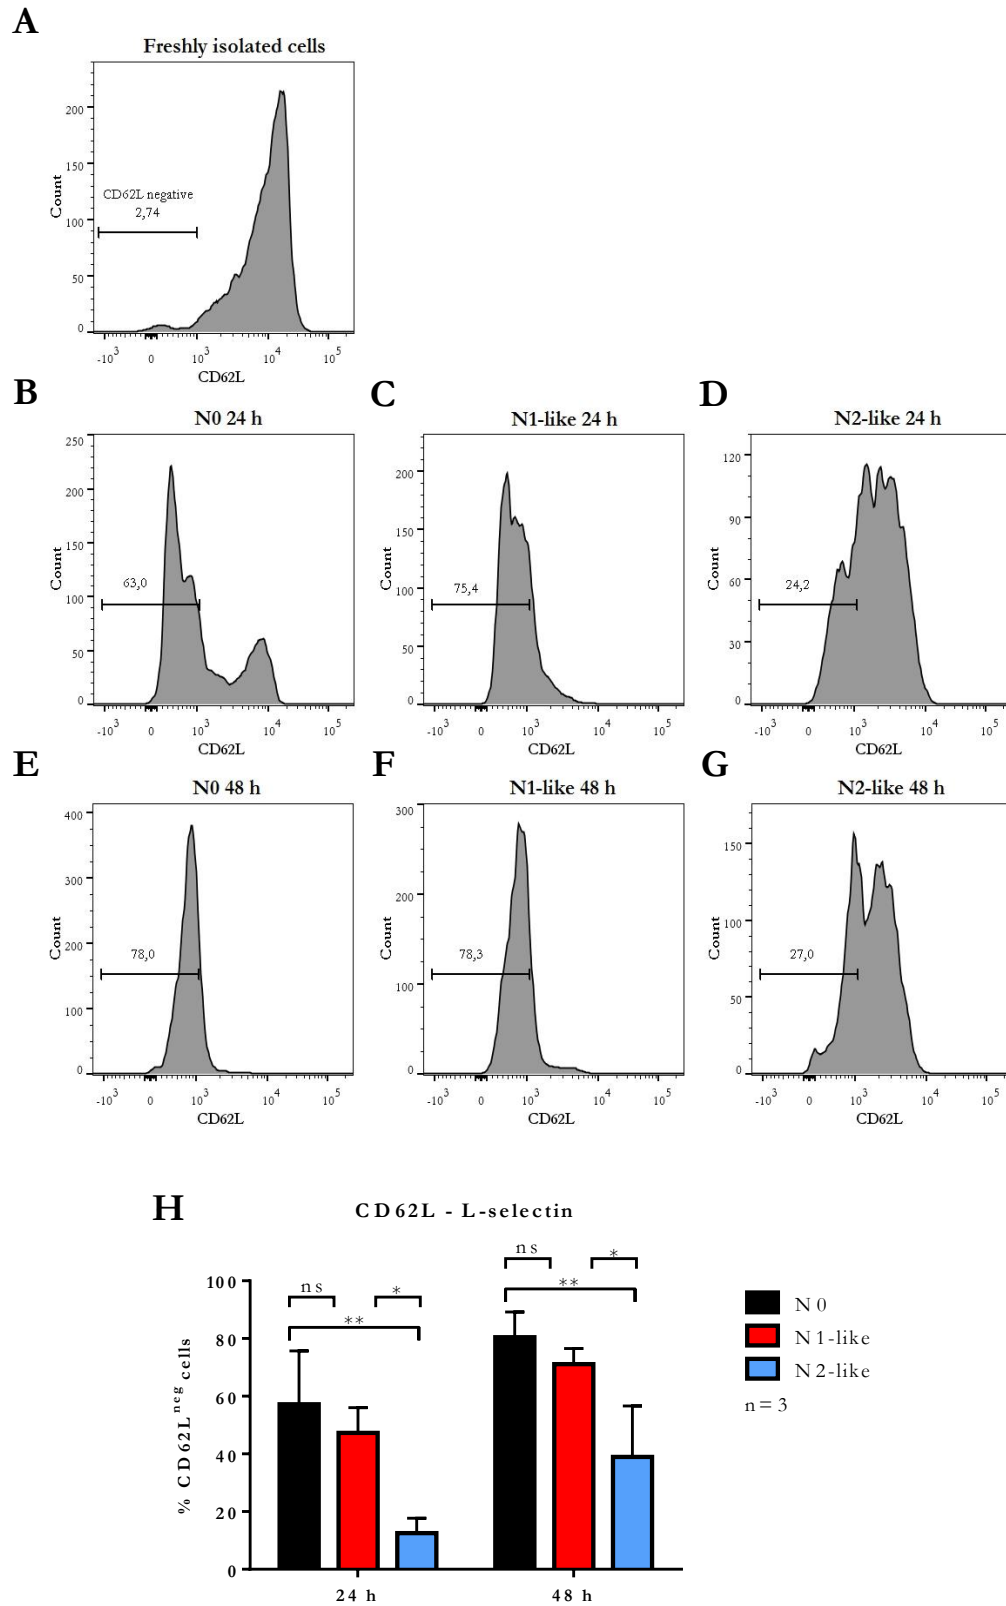 A
Freshly isolated cells
200
150
100
50
0
Count
CD62L negative
2,74
-10³ 0 10³ 10⁴ 10⁵
CD62L
B
N0 24 h
250
200
150
100
50
0
Count
63,0
-10³ 0 10³ 10⁴ 10⁵
CD62L
C
N1-like 24 h
200
150
100
50
0
Count
75,4
-10³ 0 10³ 10⁴ 10⁵
CD62L
D
N2-like 24 h
120
90
60
30
0
Count
24,2
-10³ 0 10³ 10⁴ 10⁵
CD62L
E
N0 48 h
400
300
200
100
0
Count
78,0
-10³ 0 10³ 10⁴ 10⁵
CD62L
F
N1-like 48 h
300
200
100
0
Count
78,3
-10³ 0 10³ 10⁴ 10⁵
CD62L
G
N2-like 48 h
150
100
50
0
Count
27,0
-10³ 0 10³ 10⁴ 10⁵
CD62L
H
CD62L - L-selectin
% CD62Lⁿᵉᵍ cells
100
80
60
40
20
0
ns
*
**
ns
*
**
24 h
48 h
N0
N1-like
N2-like
n = 3